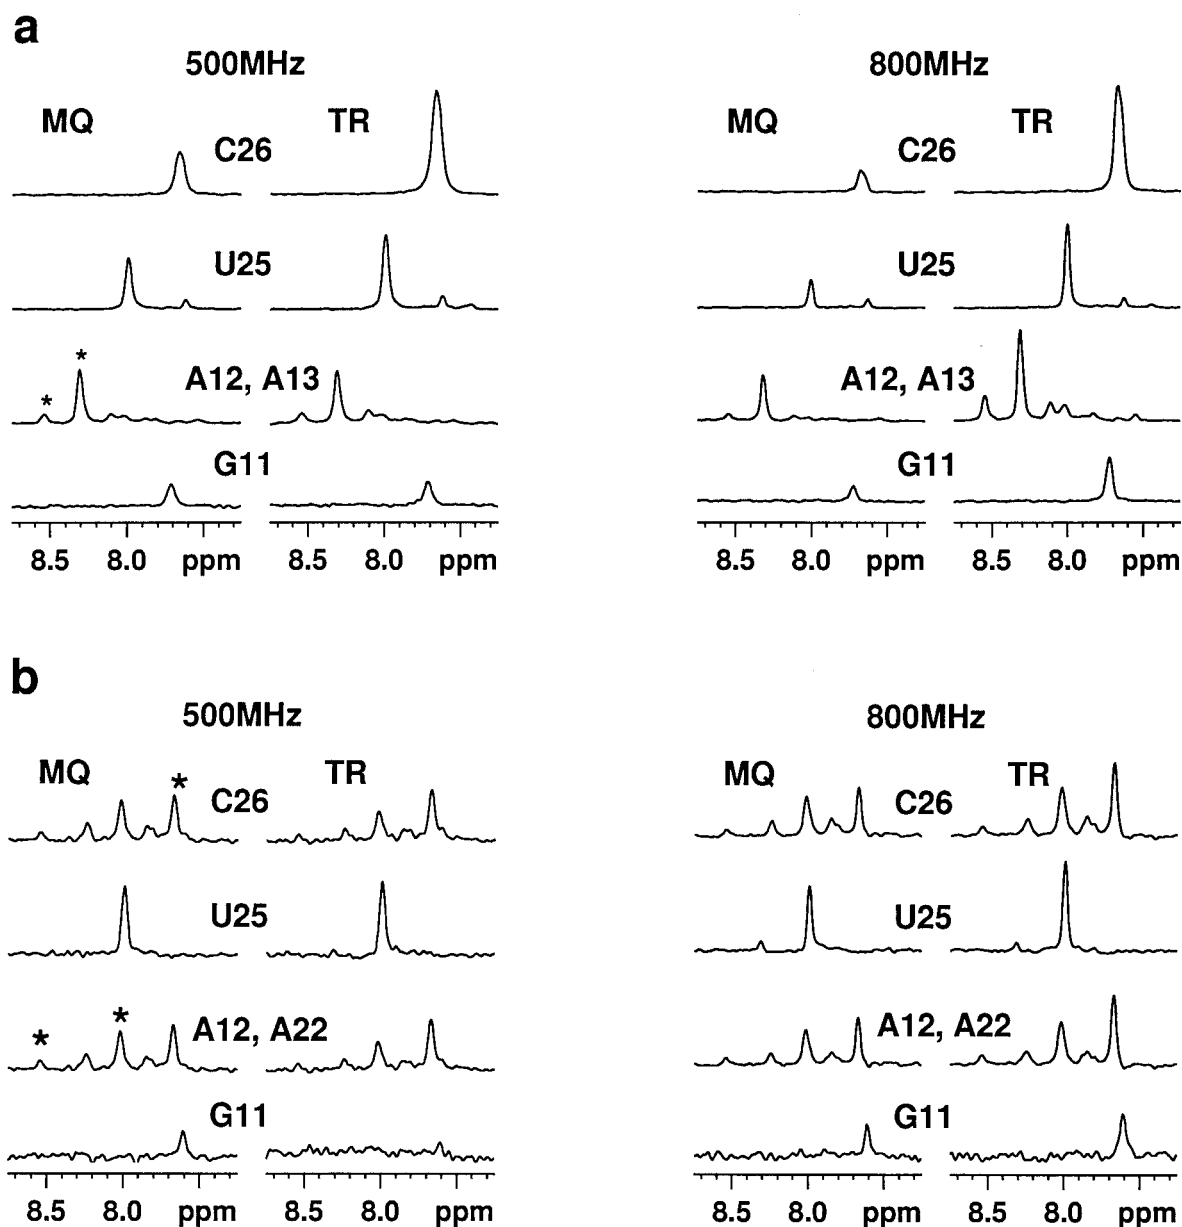 a
500MHz 800MHz
MQ TR MQ TR
C26 C26
U25 U25
* *
A12, A13 A12, A13
G11 G11
8.5 8.0 ppm 8.5 8.0 ppm 8.5 8.0 ppm 8.5 8.0 ppm
b
500MHz 800MHz
MQ * TR MQ TR
C26 C26
U25 U25
* * A12, A22 A12, A22
G11 G11
8.5 8.0 ppm 8.5 8.0 ppm 8.5 8.0 ppm 8.5 8.0 ppm